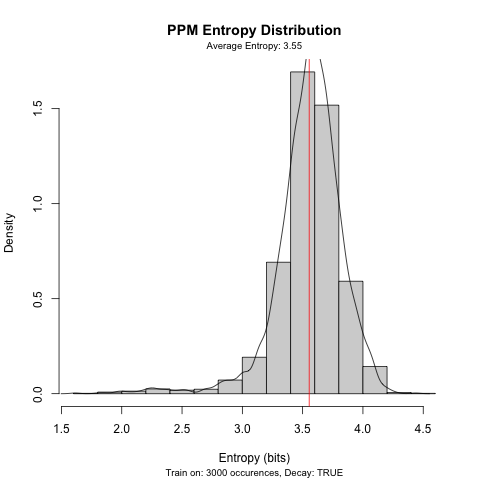 PPM Entropy Distribution
Average Entropy: 3.55
Density
0.0 0.5 1.0 1.5
1.5 2.0 2.5 3.0 3.5 4.0 4.5
Entropy (bits)
Train on: 3000 occurences, Decay: TRUE